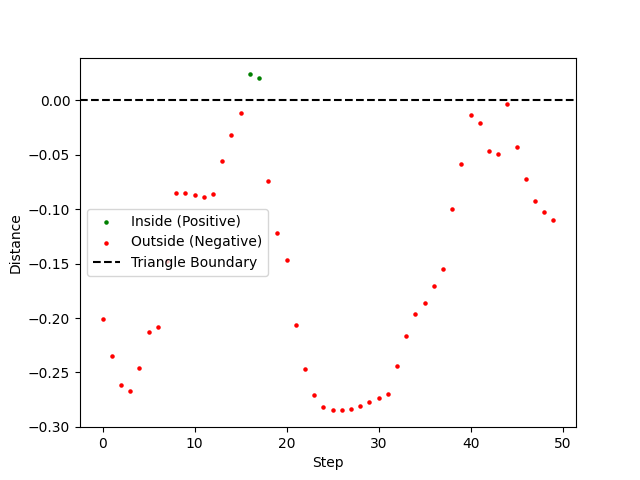 0.00
−0.05
−0.10
−0.15
−0.20
−0.25
−0.30
Distance
Inside (Positive)
Outside (Negative)
Triangle Boundary
0 10 20 30 40 50
Step